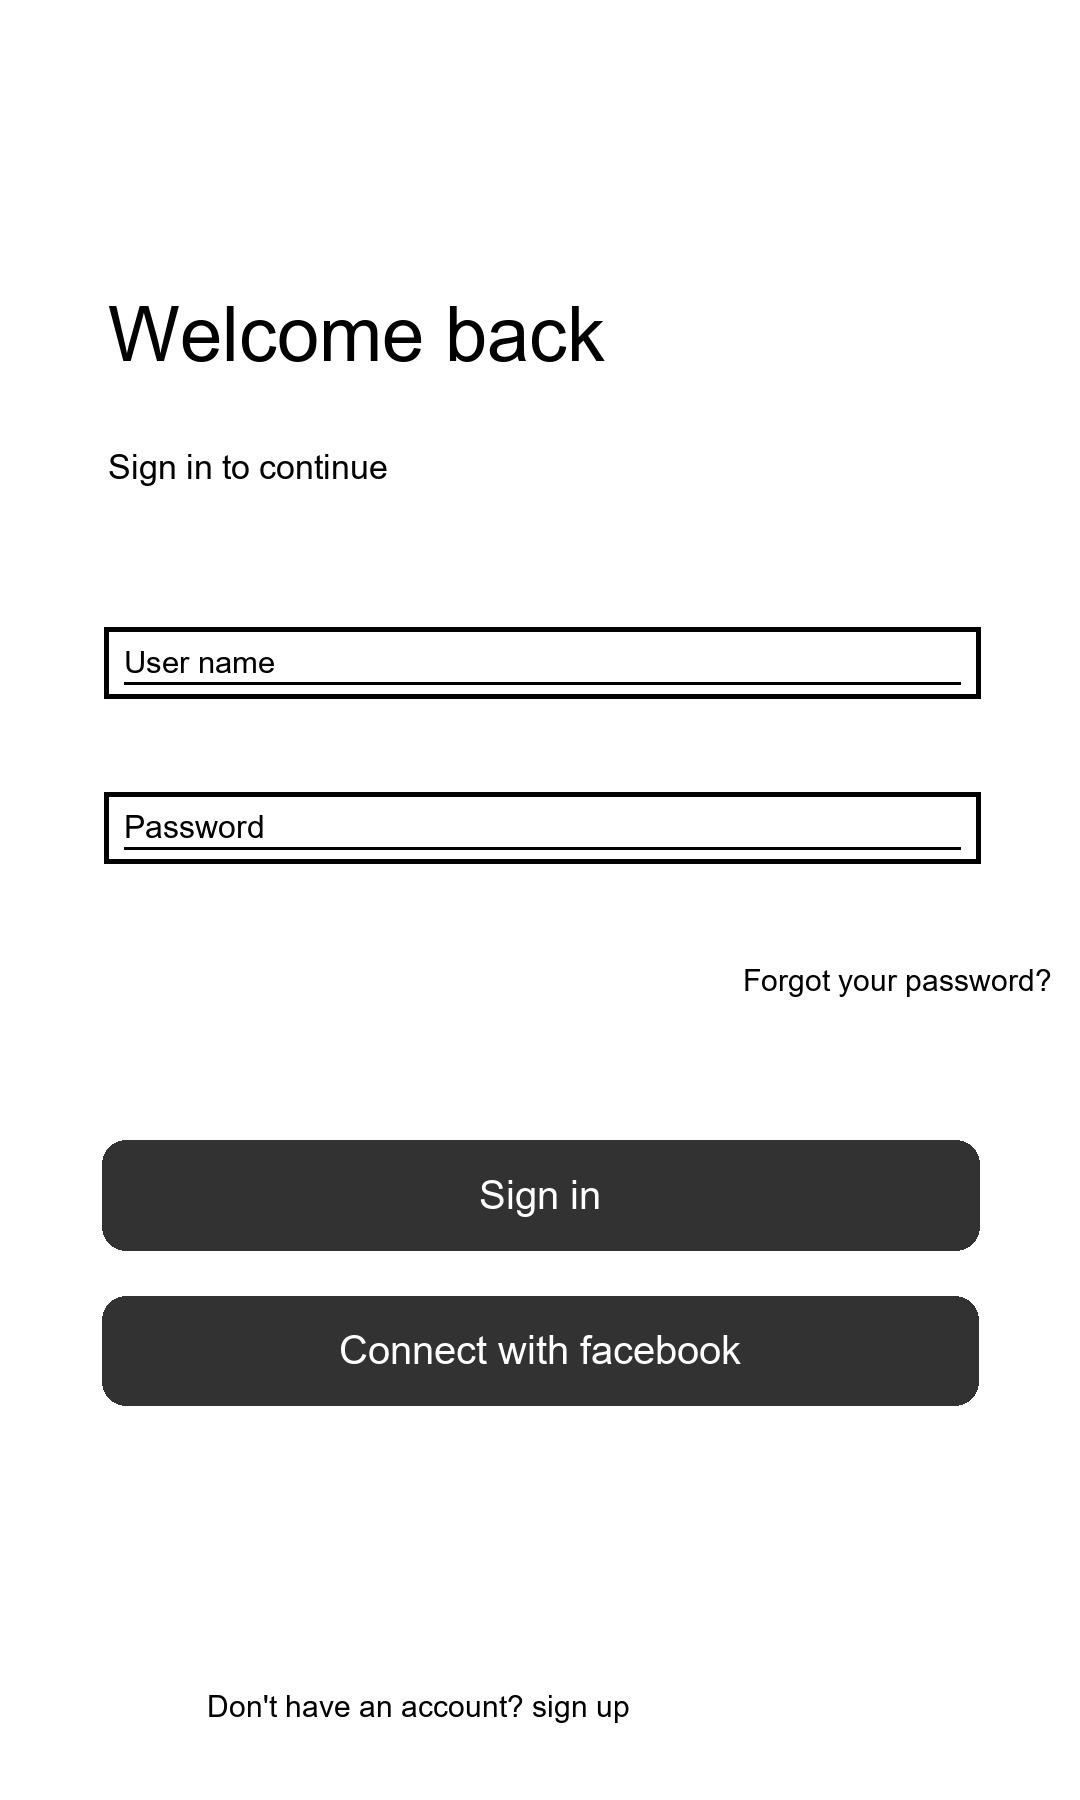 Welcome back
Sign in to continue
User name
Password
Forgot your password?
Sign in
Connect with facebook
Don't have an account? sign up